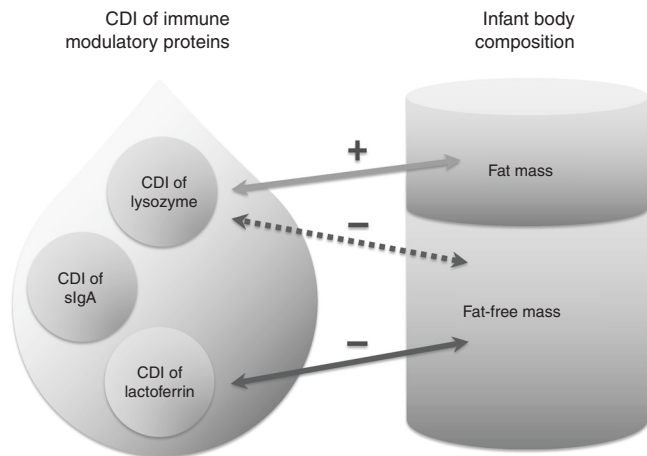 CDI of immune
modulatory proteins
Infant body
composition
+
CDI of
lysozyme
Fat mass
–
CDI of
sIgA
Fat-free mass
–
CDI of
lactoferrin